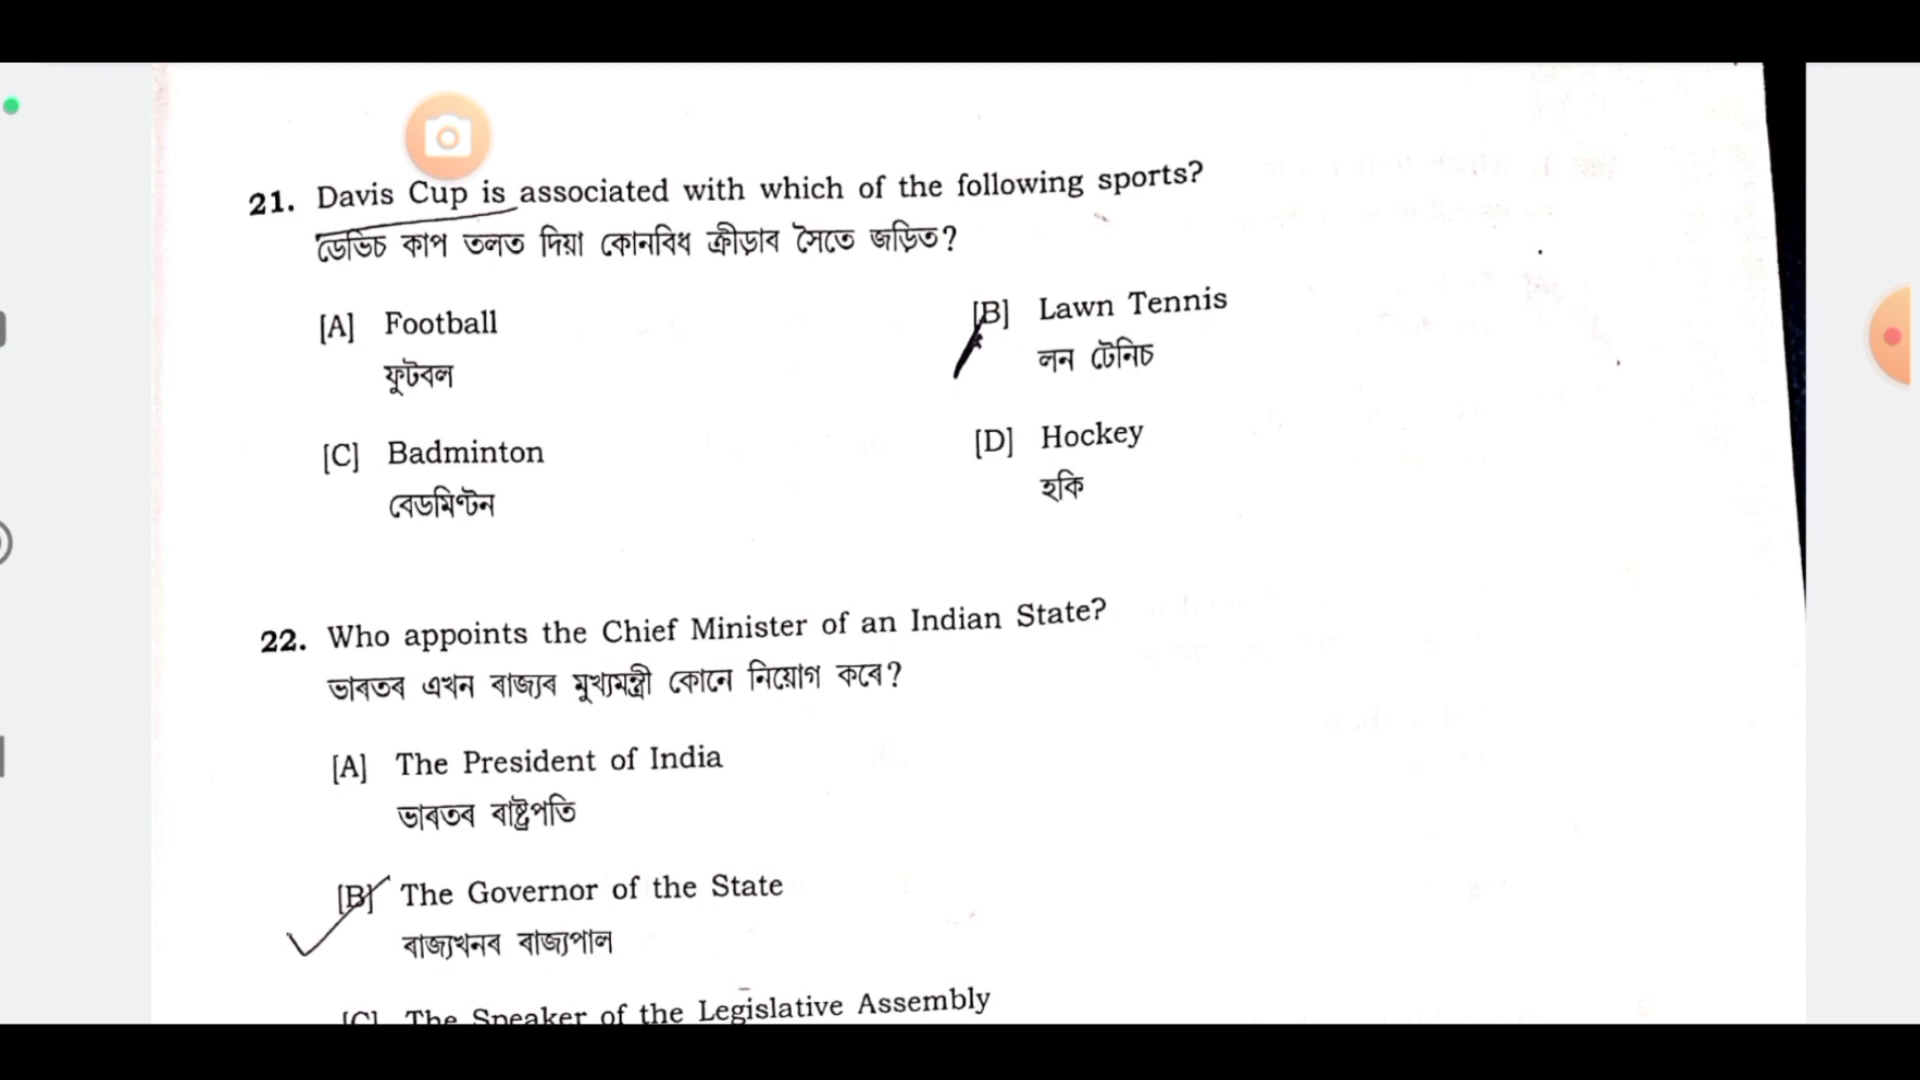 21. Davis Cup is associated with which of the following sports?
ডেভিচ কাপ তলত দিয়া কোনবিধ ক্ৰীড়াৰ সৈতে জড়িত?
[A] Football
ফুটবল
[B] Lawn Tennis
লন টেনিচ
[C] Badminton
বেডমিণ্টন
[D] Hockey
হকি
22. Who appoints the Chief Minister of an Indian State?
ভাৰতৰ এখন ৰাজ্যৰ মুখ্যমন্ত্ৰী কোনে নিয়োগ কৰে?
[A] The President of India
ভাৰতৰ ৰাষ্ট্ৰপতি
[B] The Governor of the State
ৰাজ্যখনৰ ৰাজ্যপাল
[C] The Speaker of the Legislative Assembly